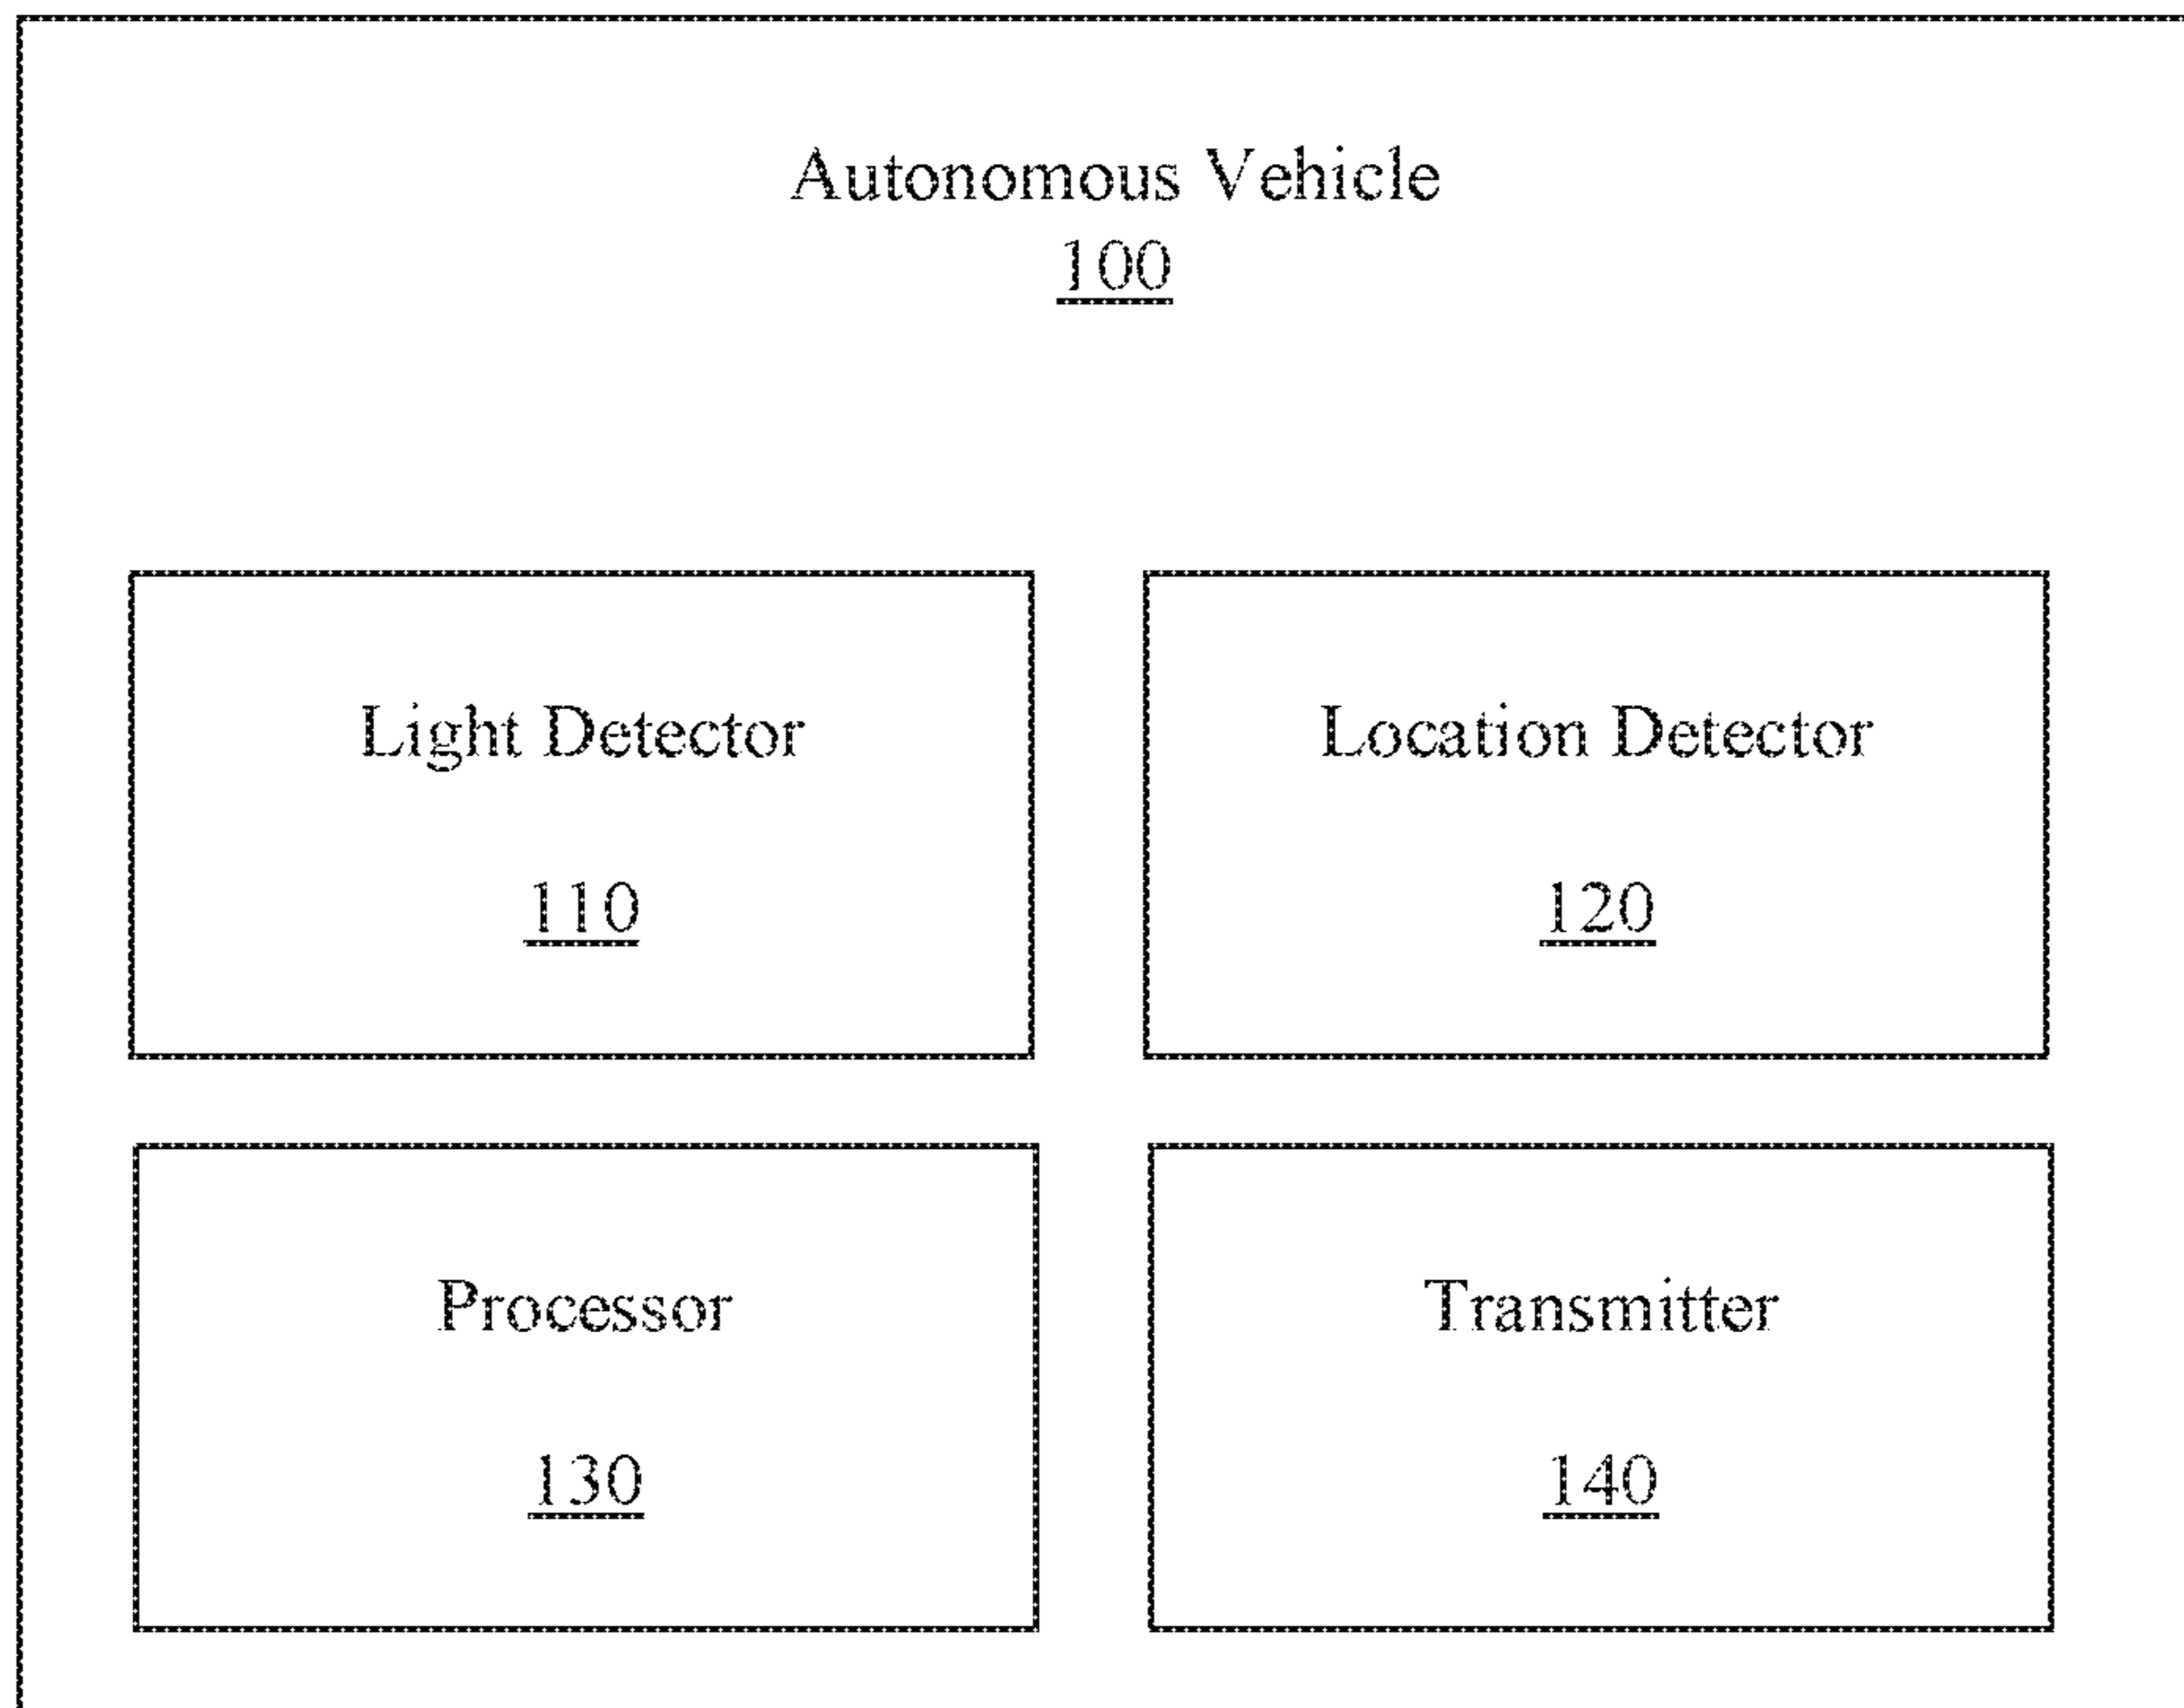 Autonomous Vehicle
100
Light Detector
110
Location Detector
120
Processor
130
Transmitter
140